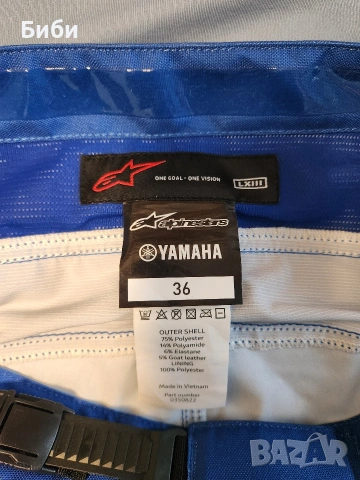 Биби
ONE GOAL - ONE VISION
LXIII
alpinestars
YAMAHA
36
OUTER SHELL
75% Polyester
14% Polyamide
6% Elastane
5% Goat leather
LINING
100% Polyester
Made in Vietnam
Part number
0350822
BAZAR